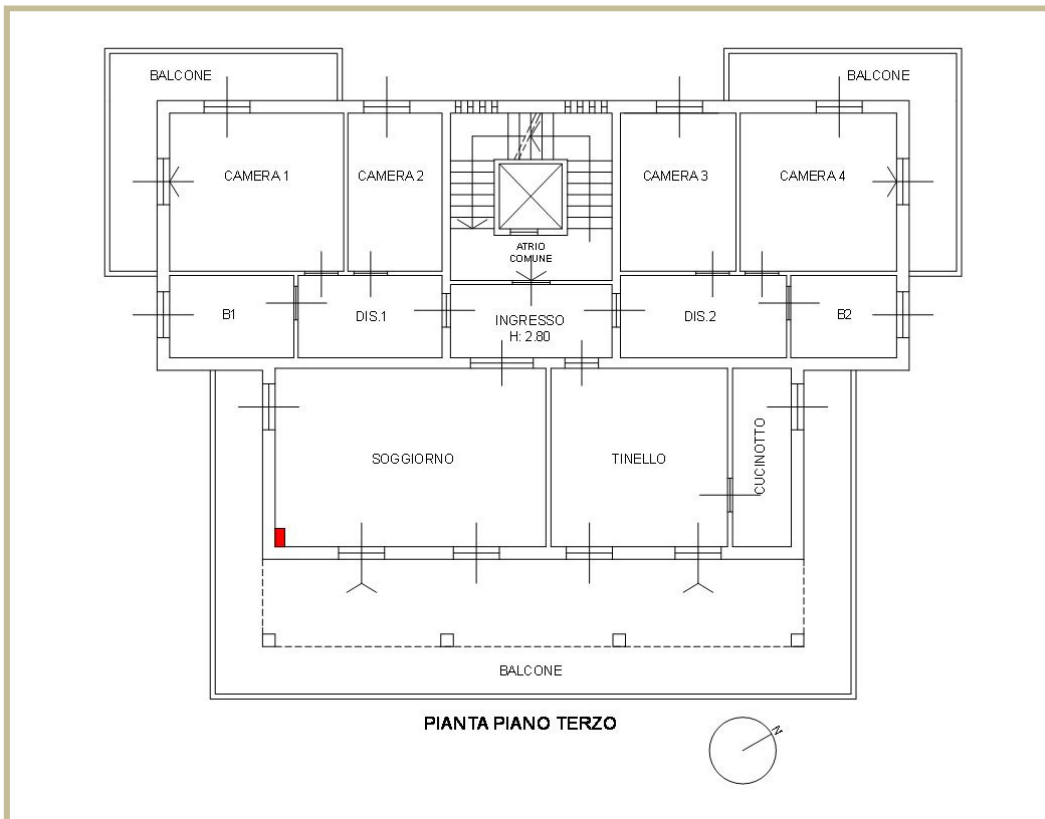 BALCONE
BALCONE
CAMERA 1
CAMERA 2
CAMERA 3
CAMERA 4
ATRIO
COMUNE
B1
DIS.1
INGRESSO
H: 2.80
DIS.2
B2
SOGGIORNO
TINELLO
CUCINOTTO
BALCONE
PIANTA PIANO TERZO
N